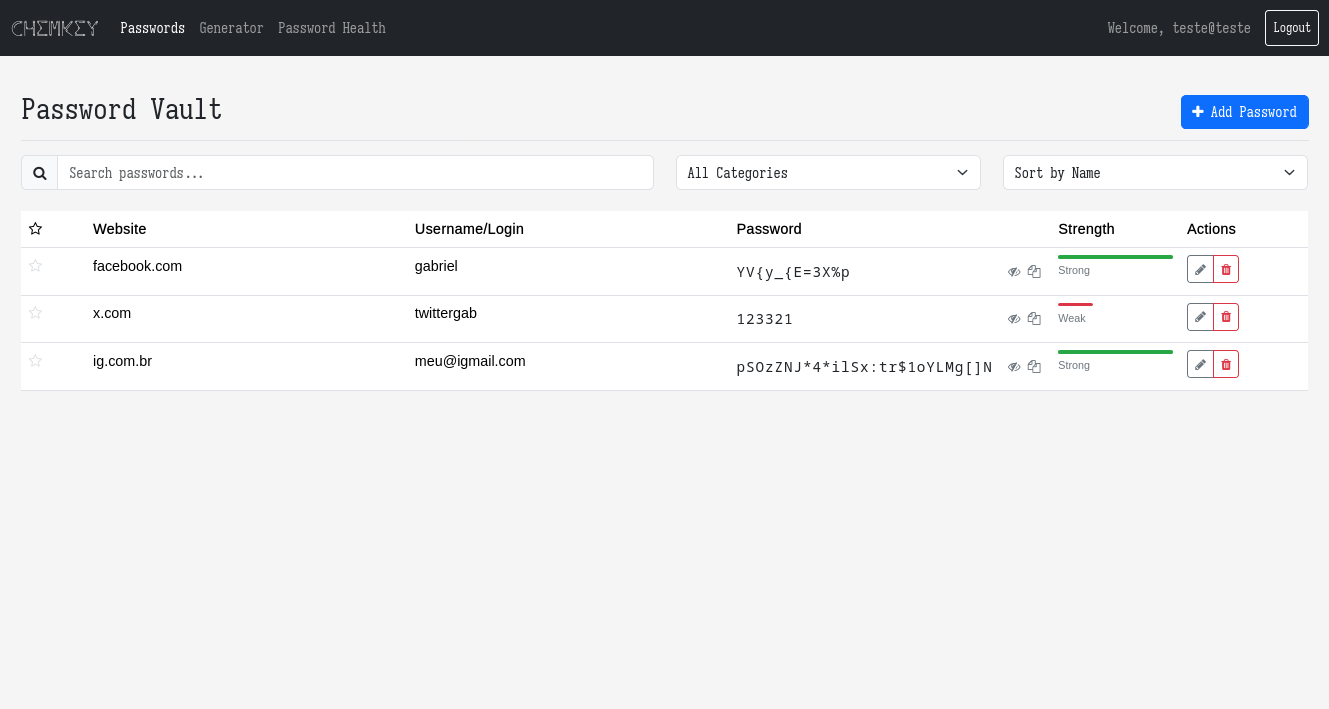 CHEMKEY Passwords Generator Password Health Welcome, teste@teste Logout
Password Vault
Add Password
Search passwords... All Categories Sort by Name
Website Username/Login Password Strength Actions
facebook.com gabriel YV{y_{E=3X%p Strong
x.com twittergab 123321 Weak
ig.com.br meu@igmail.com pSOzZNJ*4*ilSx:tr$1oYLMg[]N Strong